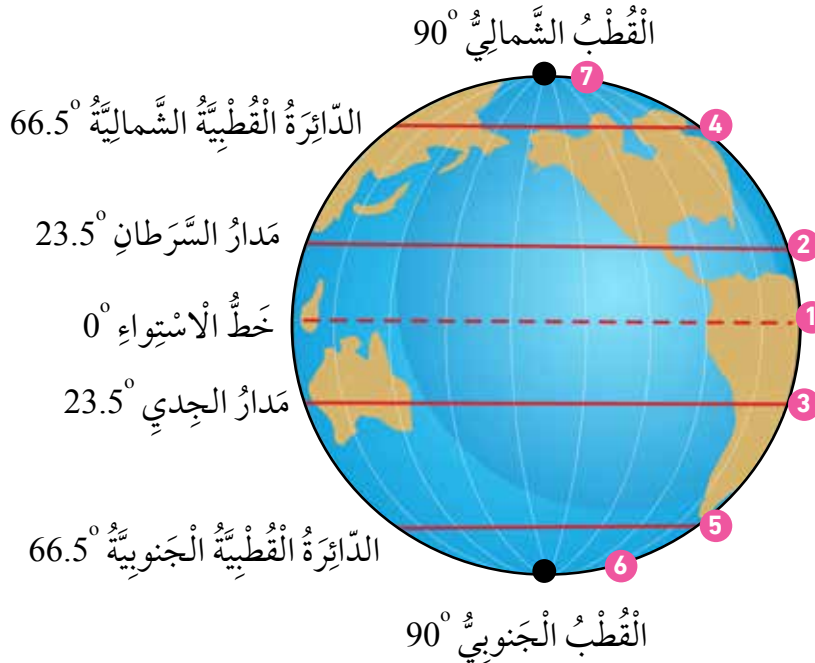 الْقُطْبُ الشَّمالِيُّ 90°
7
الدّائِرَةُ الْقُطْبِيَّةُ الشَّمالِيَّةُ 66.5°
4
مَدارُ السَّرَطانِ 23.5°
2
خَطُّ الْاسْتِواءِ 0°
1
مَدارُ الجِديِ 23.5°
3
الدّائِرَةُ الْقُطْبِيَّةُ الْجَنوبِيَّةُ 66.5°
5
6
الْقُطْبُ الْجَنوبِيُّ 90°